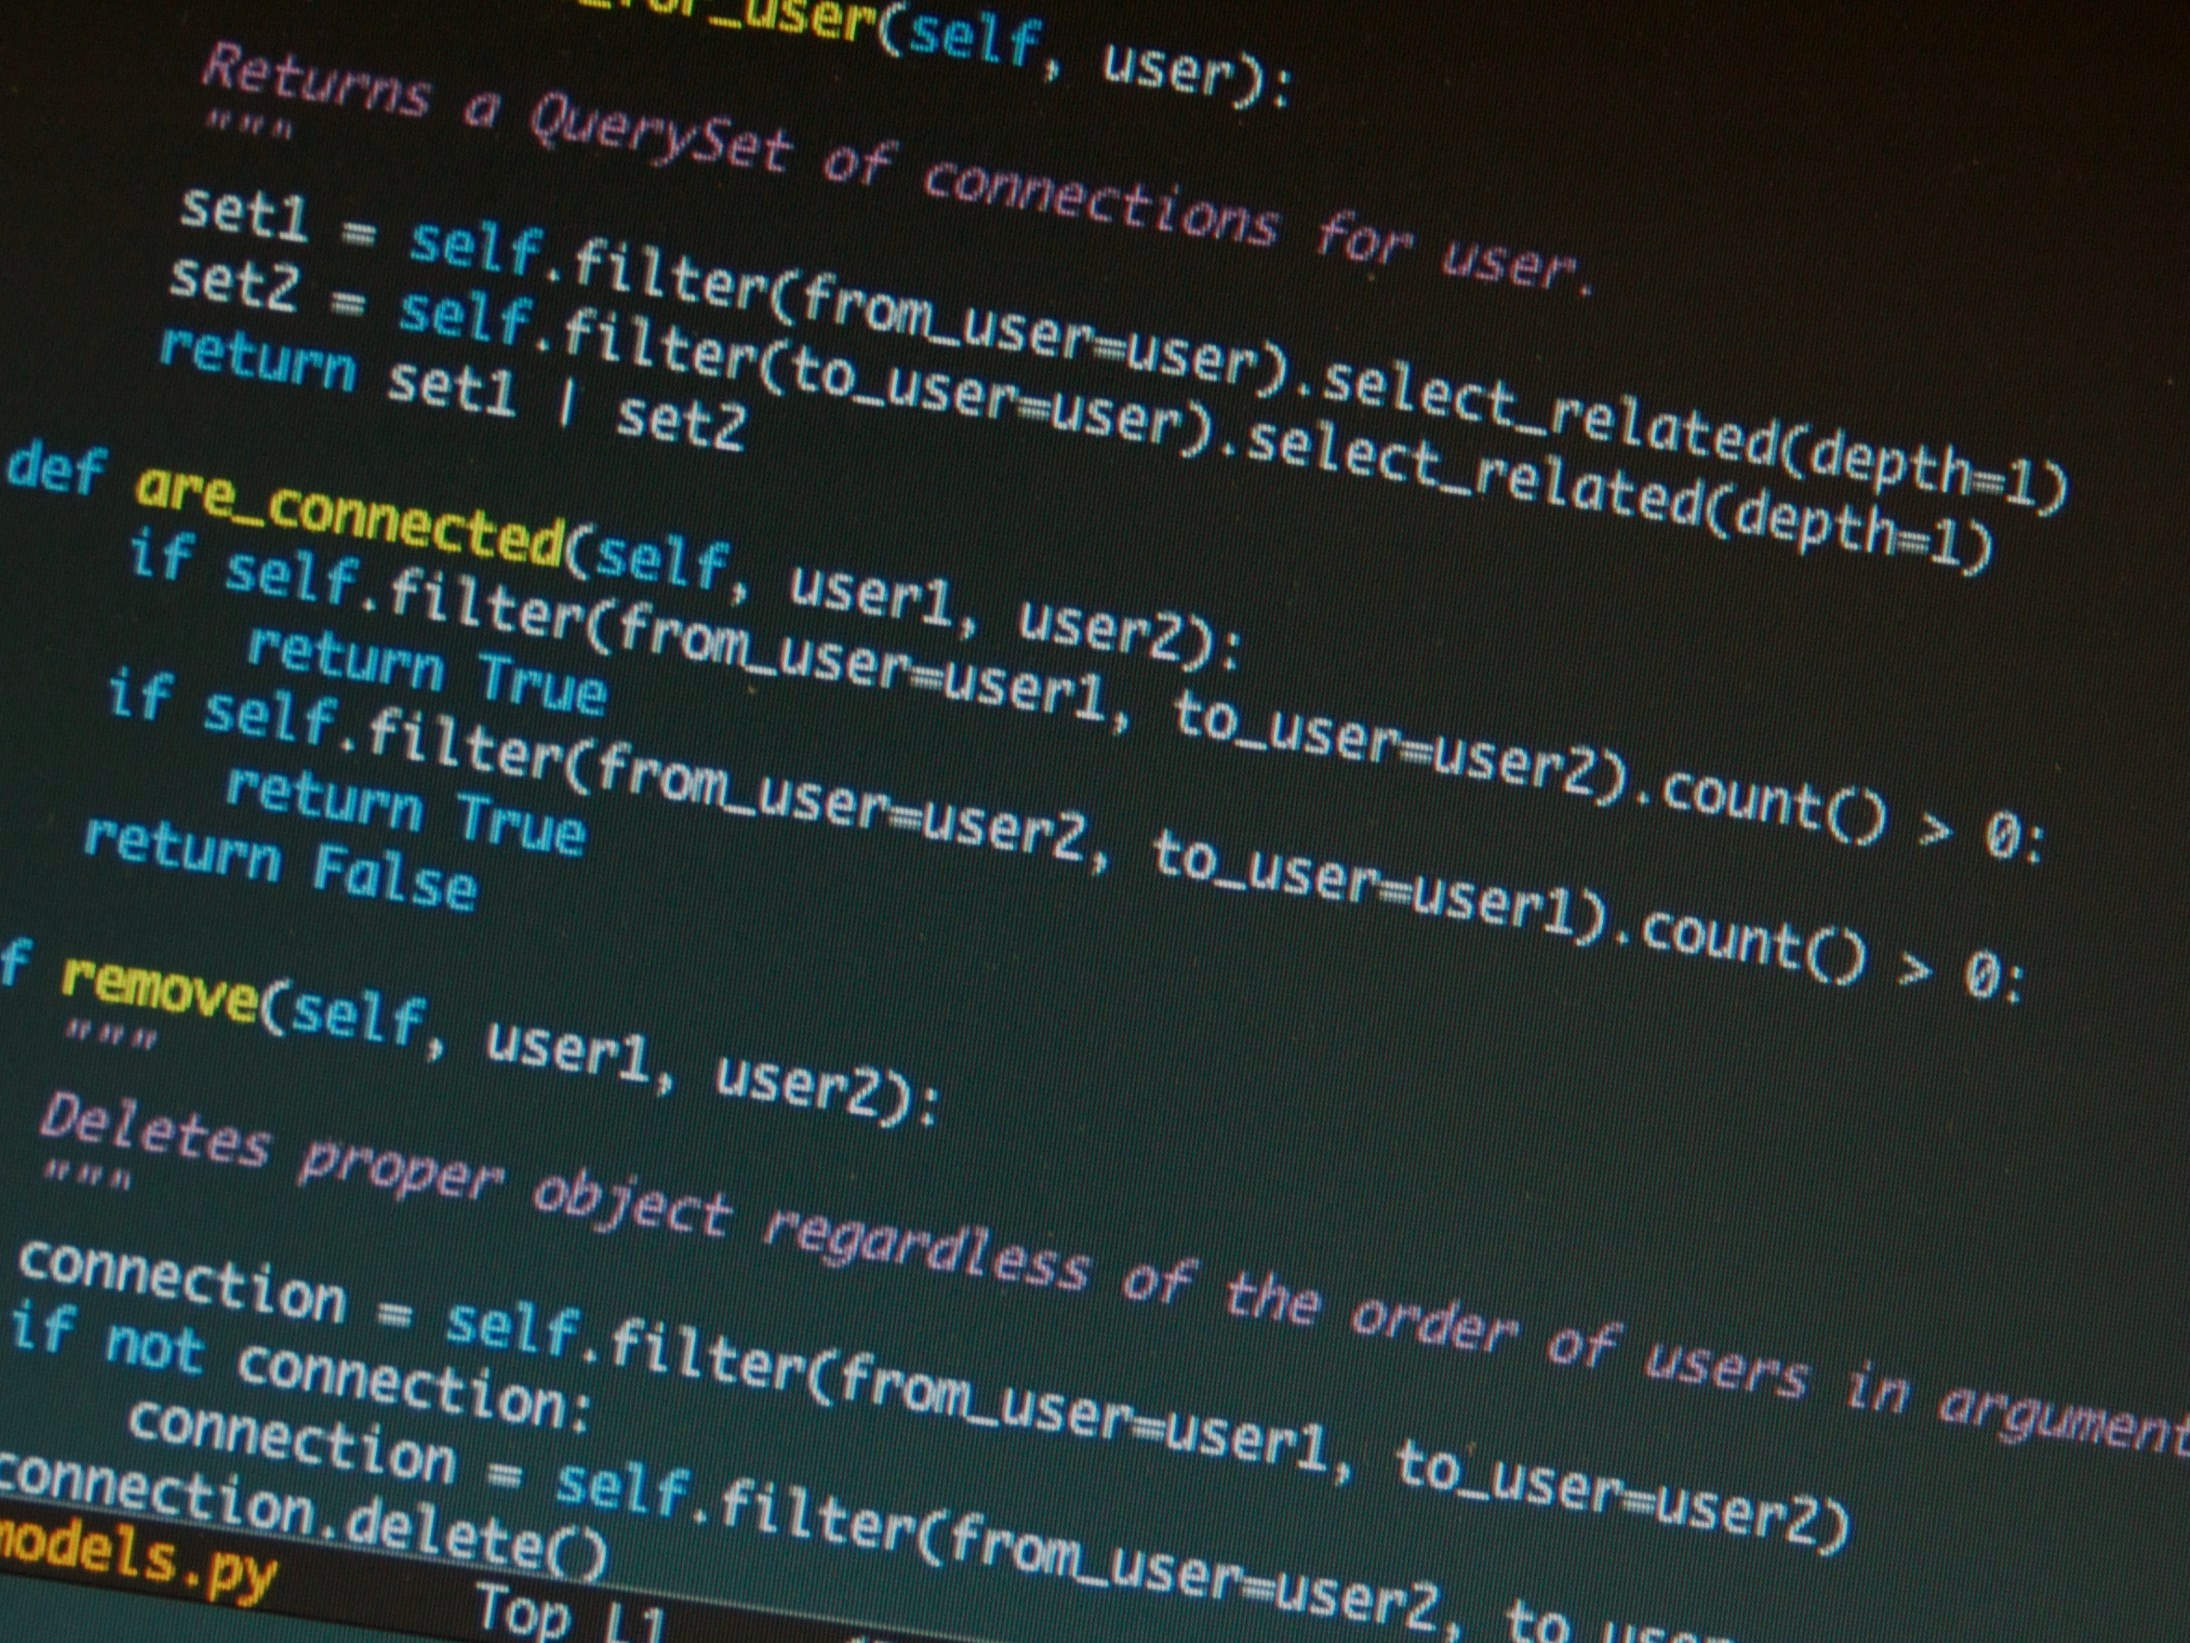 _for_user(self, user):
Returns a QuerySet of connections for user.
"""
set1 = self.filter(from_user=user).select_related(depth=1)
set2 = self.filter(to_user=user).select_related(depth=1)
return set1 | set2
def are_connected(self, user1, user2):
if self.filter(from_user=user1, to_user=user2).count() > 0:
return True
if self.filter(from_user=user2, to_user=user1).count() > 0:
return True
return False
f remove(self, user1, user2):
"""
Deletes proper object regardless of the order of users in argument
"""
connection = self.filter(from_user=user1, to_user=user2)
if not connection:
connection = self.filter(from_user=user2, to_user
connection.delete()
models.py Top L1